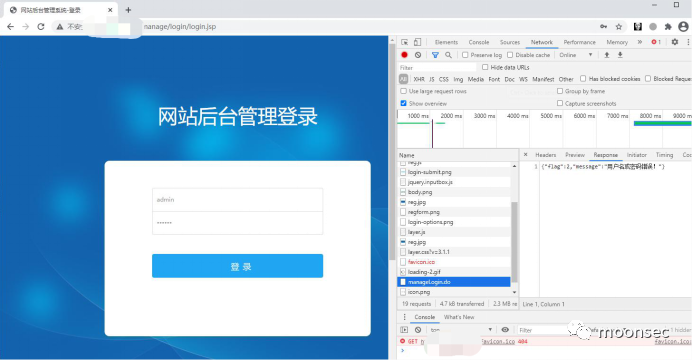 网站后台管理系统-登录
不安
nanage/login/login.jsp
网站后台管理登录
admin
登 录
Elements Console Sources Network Performance Memory » 1
Preserve log Disable cache Online
Filter Hide data URLs
All XHR JS CSS Img Media Font Doc WS Manifest Other Has blocked cookies Blocked Reque
Use large request rows Group by frame
Show overview Capture screenshots
1000 ms 2000 ms 3000 ms 4000 ms 5000 ms 6000 ms 7000 ms 8000 ms 9000
Name
reg.js
login-submit.png
jquery.inputbox.js
body.png
reg.jpg
regform.png
login-options.png
layer.js
reg.jpg
layer.css?v=3.1.1
favicon.ico
loading-2.gif
manageLogin.do
icon.png
19 requests 4.7 kB transferred 2.3 MB re
Headers Preview Response Initiator Timing Coo
1 {"flag":2,"message":"用户名或密码错误！"}
Line 1, Column 1
Console What's New
top Filter
1 hidden
GET h favicon.ico 404 favicon.ico
moonsec